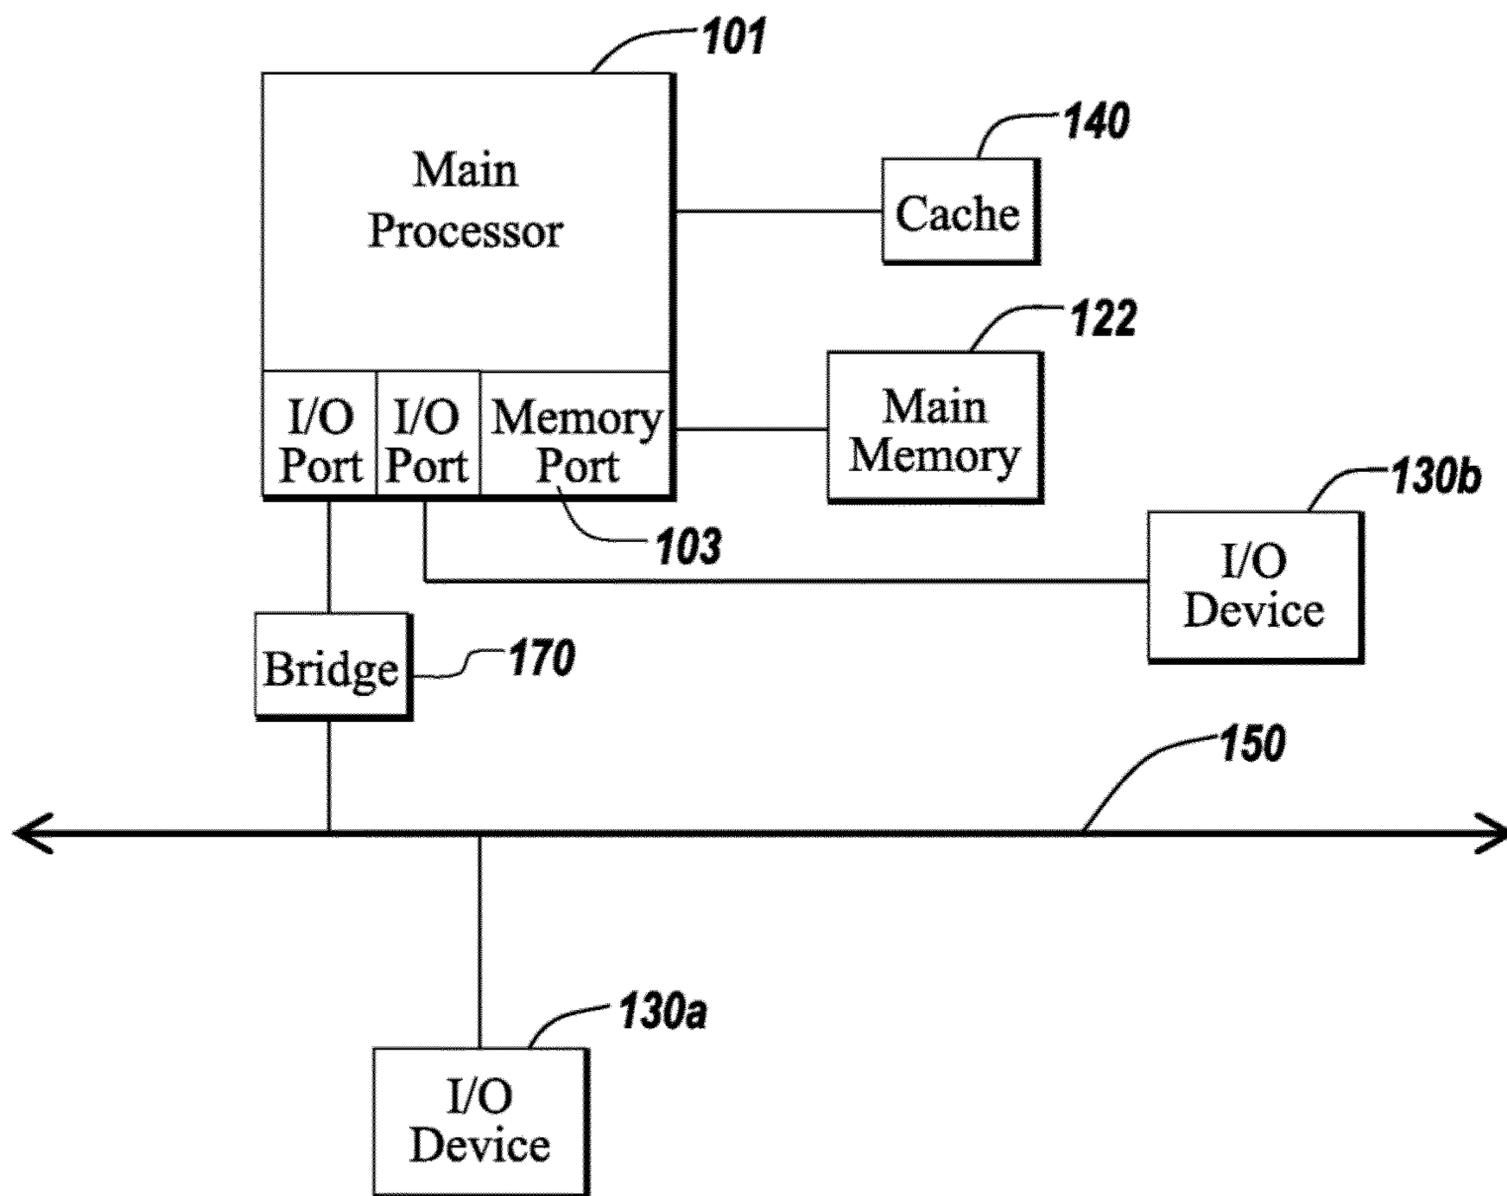 101
Main
Processor
140
Cache
122
Main
Memory
I/O
Port
I/O
Port
Memory
Port
103
130b
I/O
Device
Bridge
170
150
130a
I/O
Device